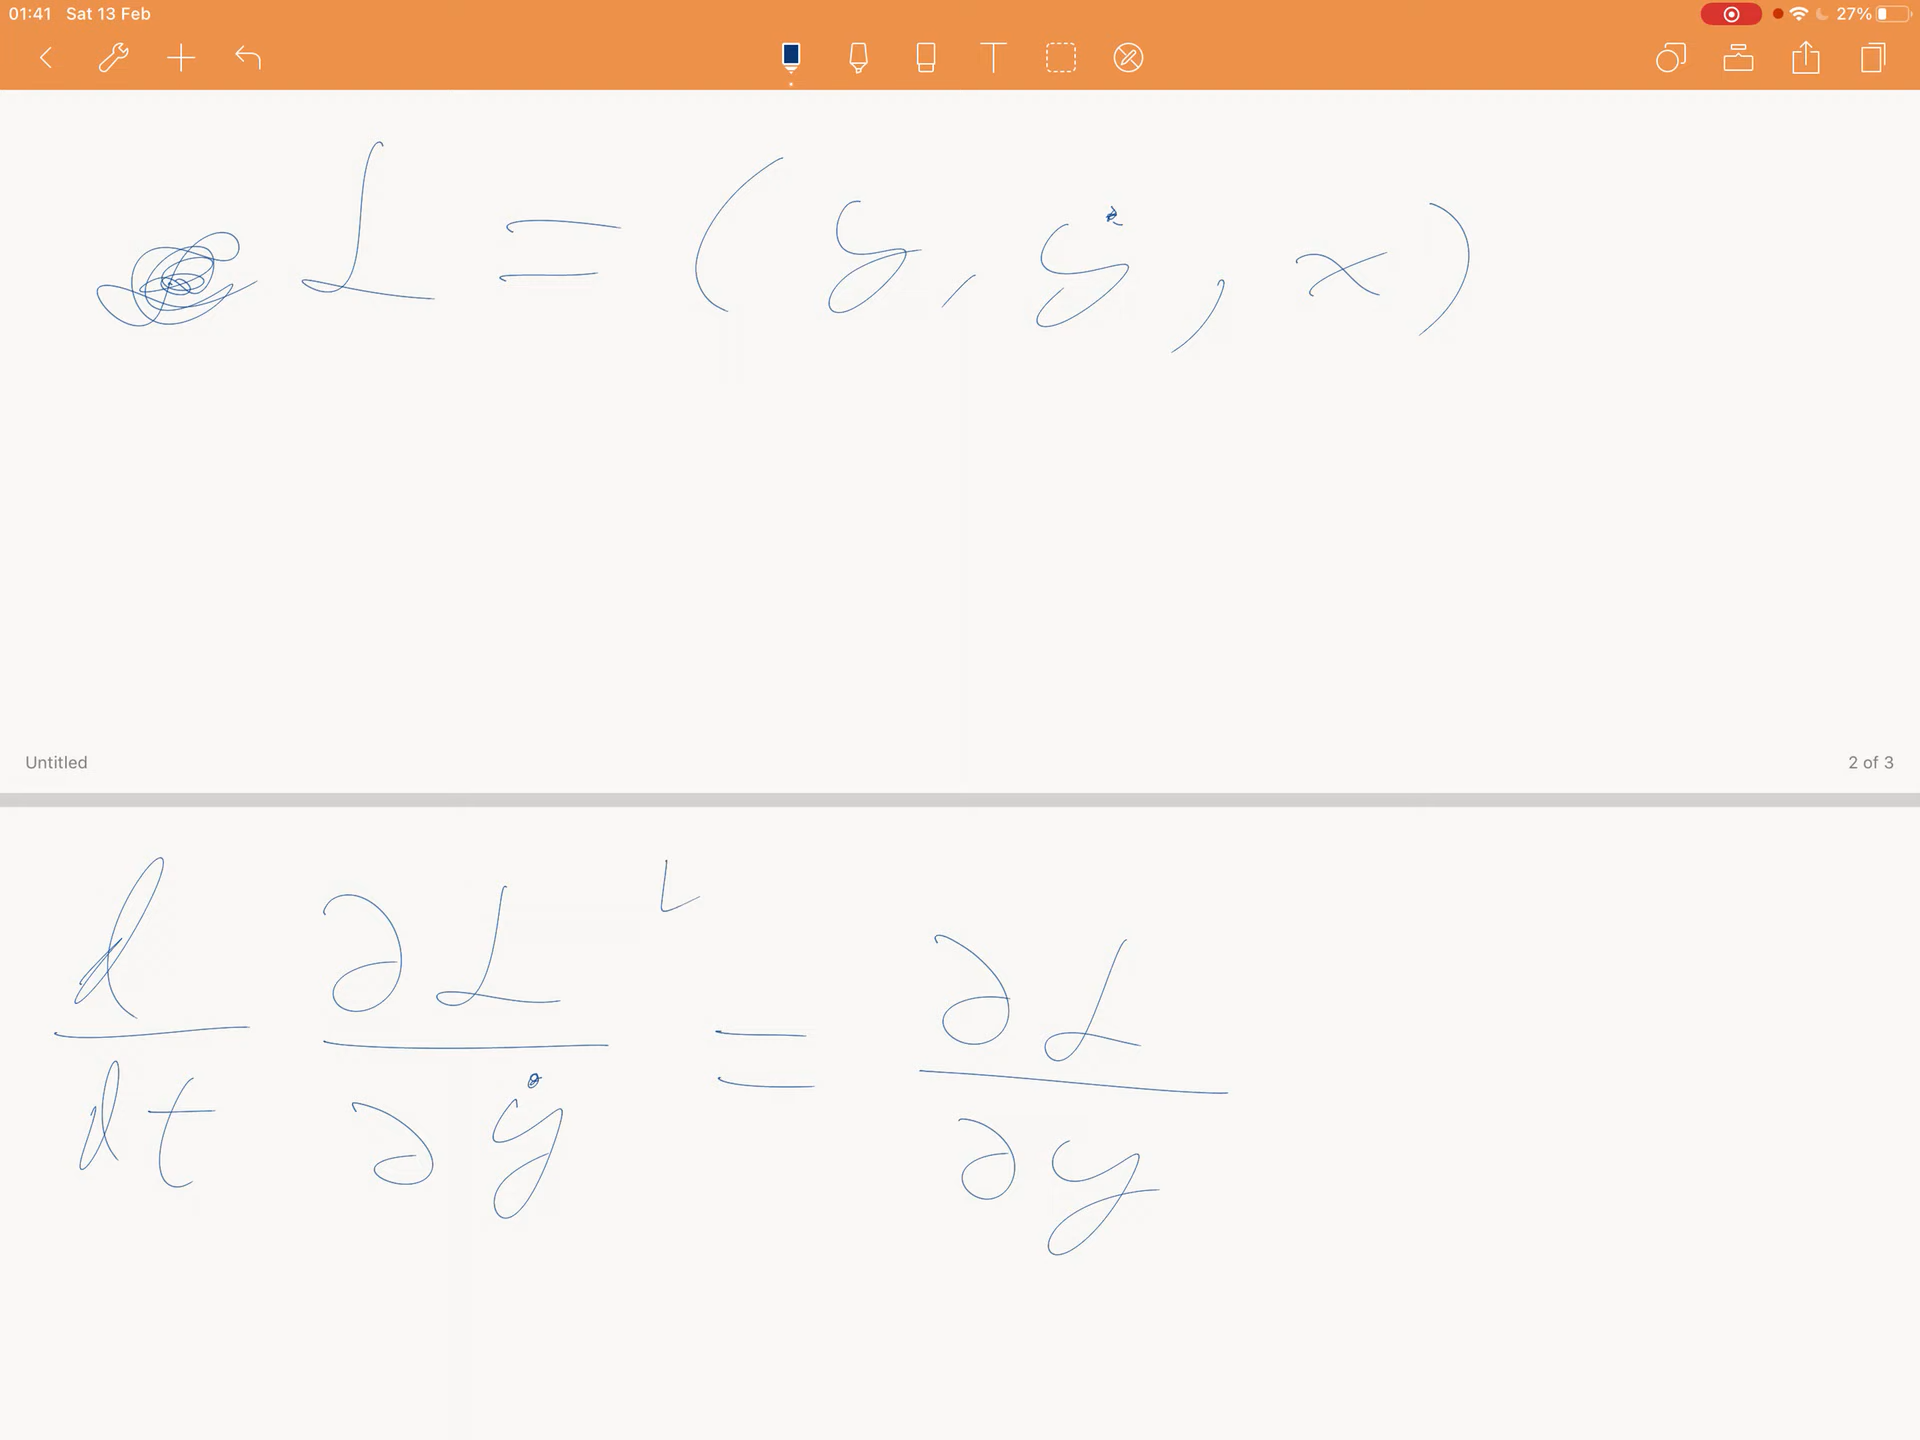 01:41 Sat 13 Feb 27%
T
L = ( y, ẏ, x )
Untitled 2 of 3
d/dt ∂L/∂ẏ = ∂L/∂y